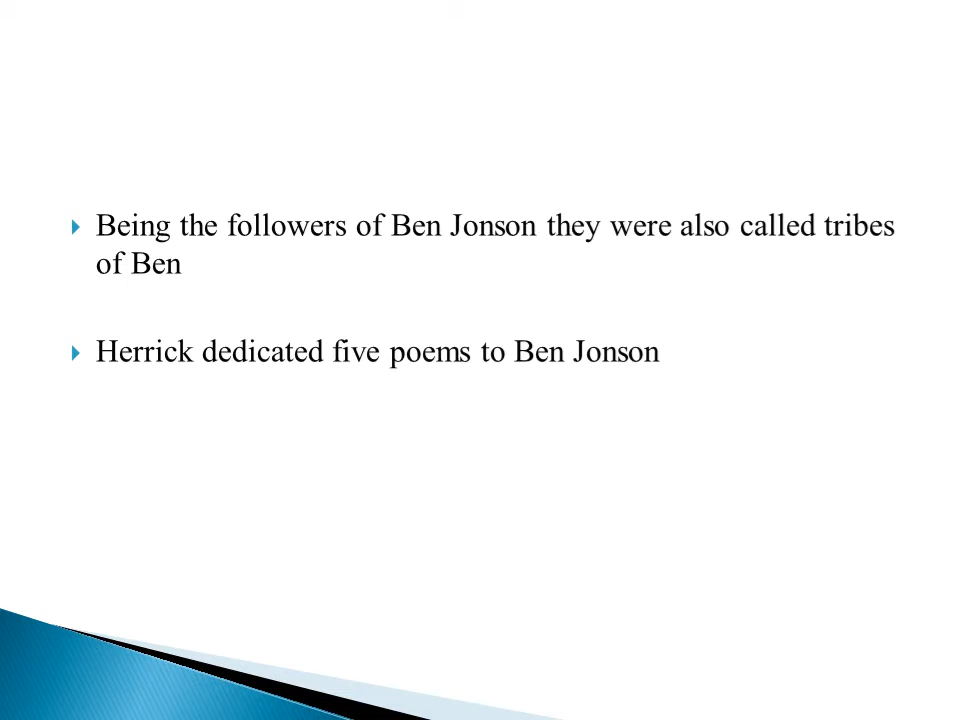 Being the followers of Ben Jonson they were also called tribes
of Ben
Herrick dedicated five poems to Ben Jonson